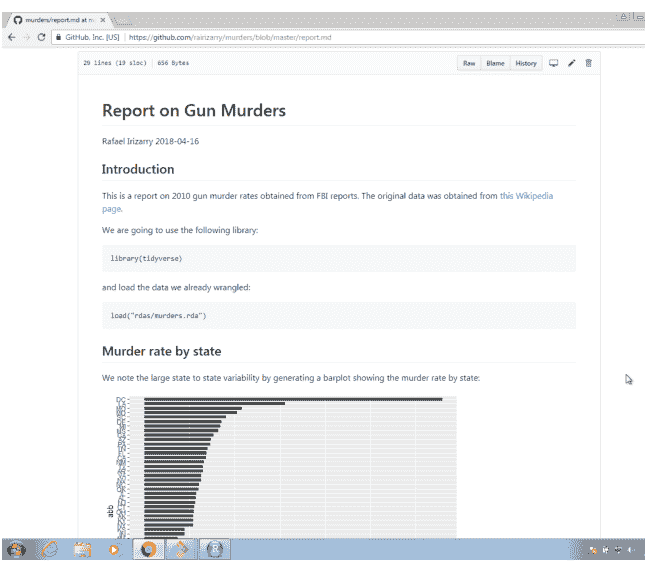 murders/report.md at m
GitHub, Inc. [US] | https://github.com/rairizarry/murders/blob/master/report.md
29 lines (19 sloc) | 656 Bytes
Raw Blame History
Report on Gun Murders
Rafael Irizarry 2018-04-16
Introduction
This is a report on 2010 gun murder rates obtained from FBI reports. The original data was obtained from this Wikipedia
page.
We are going to use the following library:
library(tidyverse)
and load the data we already wrangled:
load("rdas/murders.rda")
Murder rate by state
We note the large state to state variability by generating a barplot showing the murder rate by state:
DC
LA
abb